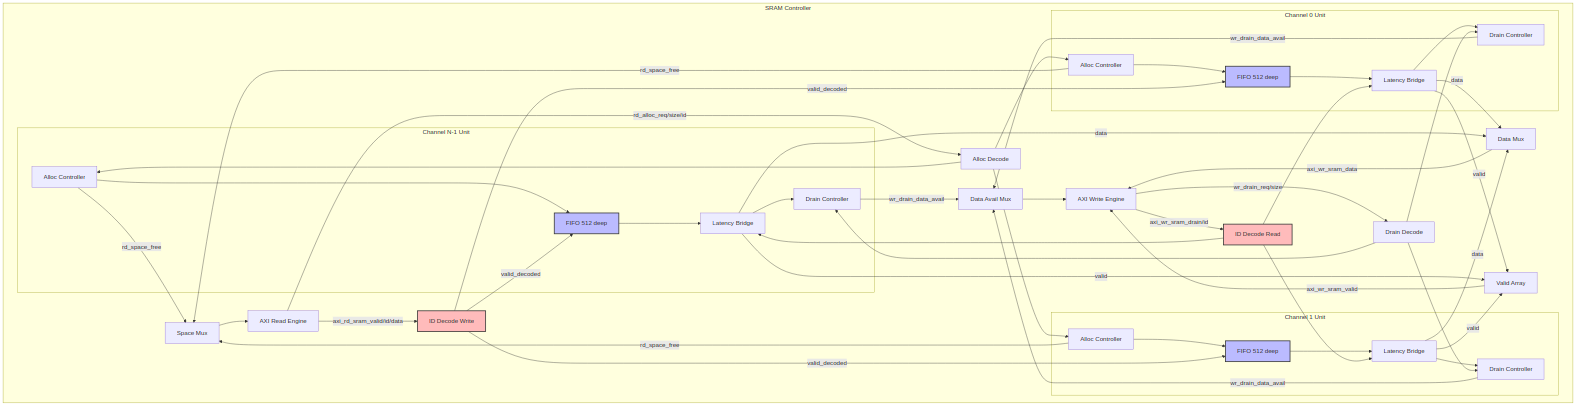 SRAM Controller
Channel 0 Unit
Drain Controller
wr_drain_data_avail
Alloc Controller
rd_space_free
FIFO 512 deep
Latency Bridge
data
valid_decoded
rd_alloc_req/size/id
Channel N-1 Unit
data
Data Mux
Alloc Decode
axi_wr_sram_data
valid
Alloc Controller
wr_drain_req/size
Drain Controller
wr_drain_data_avail
Data Avail Mux
AXI Write Engine
FIFO 512 deep
Latency Bridge
axi_wr_sram_drain/id
ID Decode Read
Drain Decode
rd_space_free
data
valid_decoded
valid
Valid Array
axi_wr_sram_valid
Channel 1 Unit
AXI Read Engine
axi_rd_sram_valid/id/data
ID Decode Write
Space Mux
valid
Alloc Controller
rd_space_free
FIFO 512 deep
Latency Bridge
valid_decoded
Drain Controller
wr_drain_data_avail